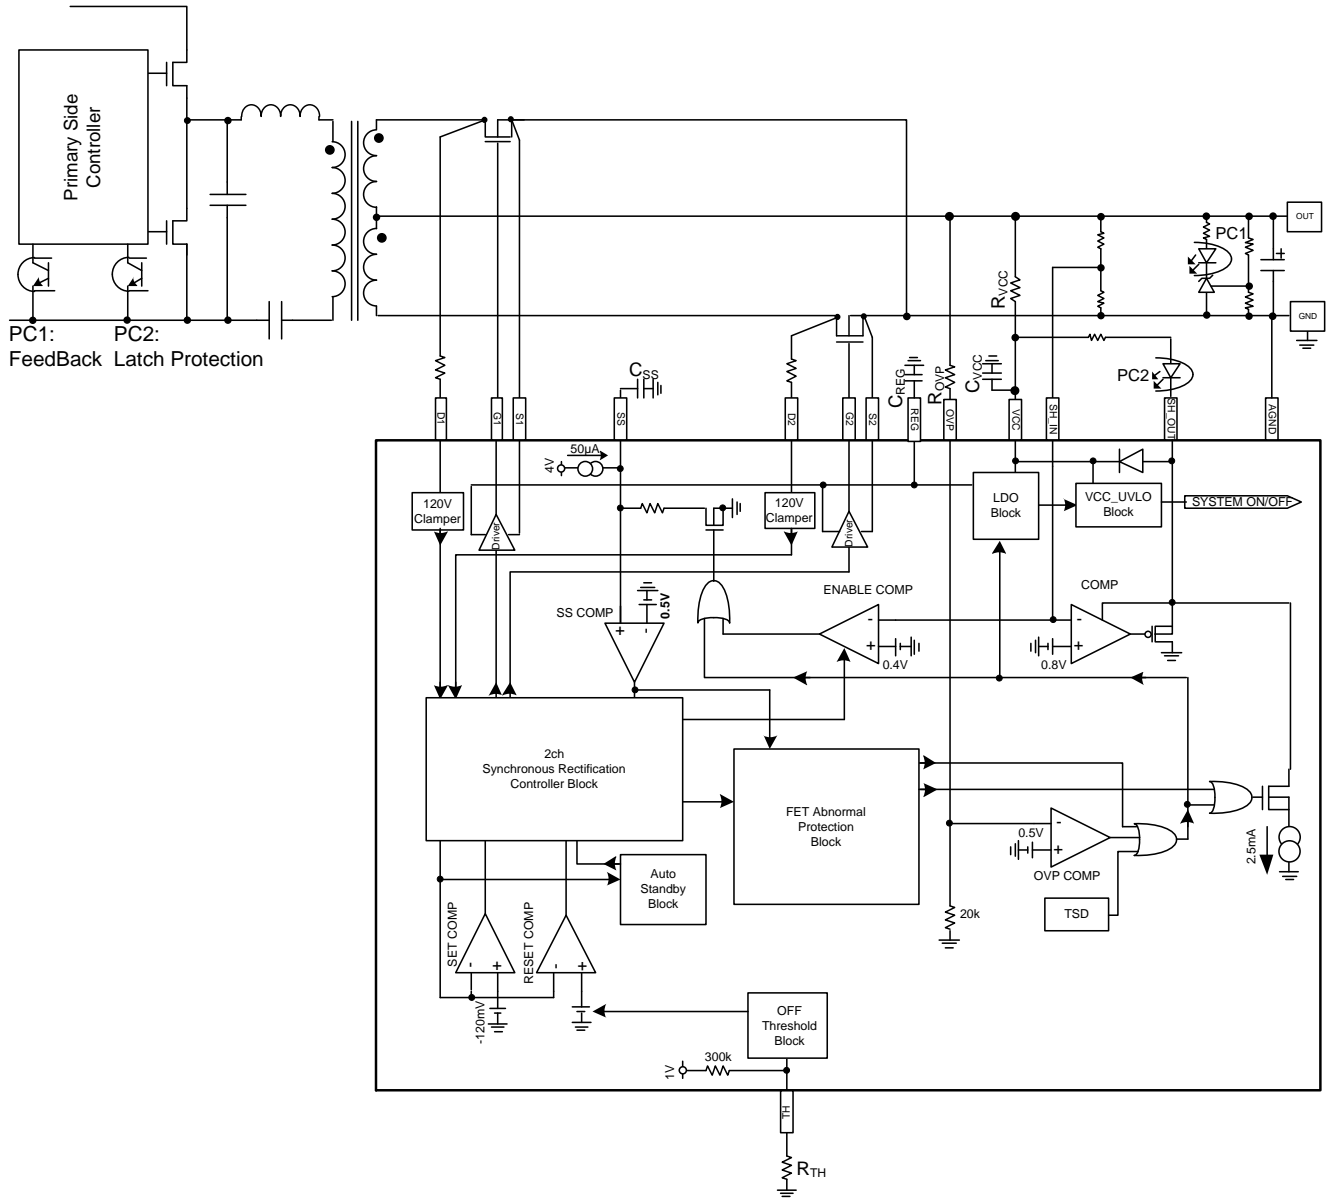 Primary Side
Controller
PC1:
FeedBack
PC2:
Latch Protection
PC1
OUT
GND
RVCC
CSS
CREG
ROVP
CVCC
PC2
D1
G1
S1
SS
D2
G2
S2
REG
OVP
VCC
SH_IN
SH_OUT
AGND
50µA
4V
120V
Clamper
Driver
120V
Clamper
Driver
LDO
Block
VCC_UVLO
Block
SYSTEM ON/OFF
SS COMP
+
-
0.5V
ENABLE COMP
-
+
0.4V
COMP
-
+
0.8V
2ch
Synchronous Rectification
Controller Block
FET Abnormal
Protection
Block
0.5V
-
+
OVP COMP
2.5mA
Auto
Standby
Block
20k
TSD
SET COMP
-
+
-120mV
RESET COMP
-
+
OFF
Threshold
Block
1V
300k
TH
RTH
+